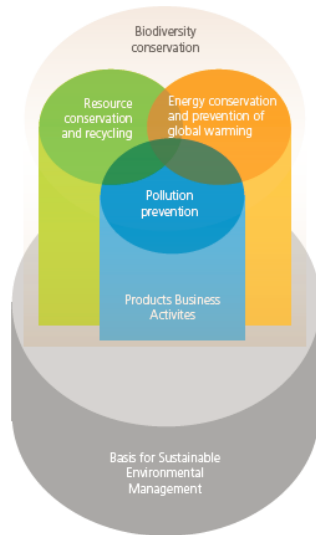 Biodiversity
conservation
Resource
conservation
and recycling
Energy conservation
and prevention of
global warming
Pollution
prevention
Products Business
Activites
Basis for Sustainable
Environmental
Management